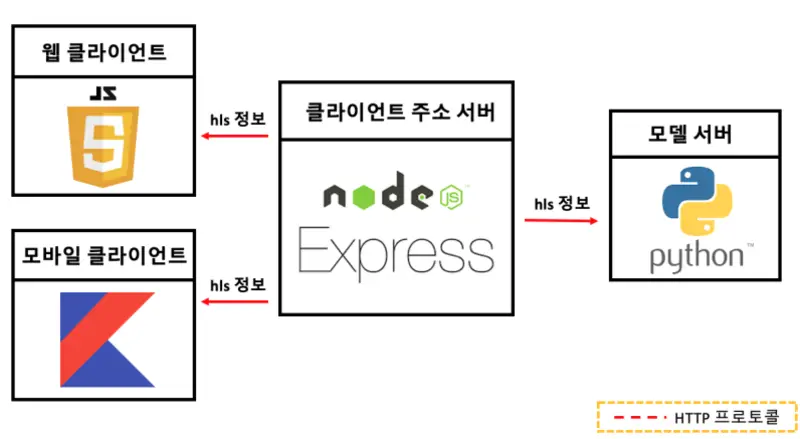 웹 클라이언트
JS
hls 정보
클라이언트 주소 서버
node
JS
™
Express
hls 정보
모델 서버
python™
모바일 클라이언트
hls 정보
HTTP 프로토콜